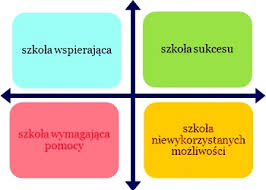 szkoła wspierająca
szkoła sukcesu
szkoła wymagająca
pomocy
szkoła
niewykorzystanych
możliwości